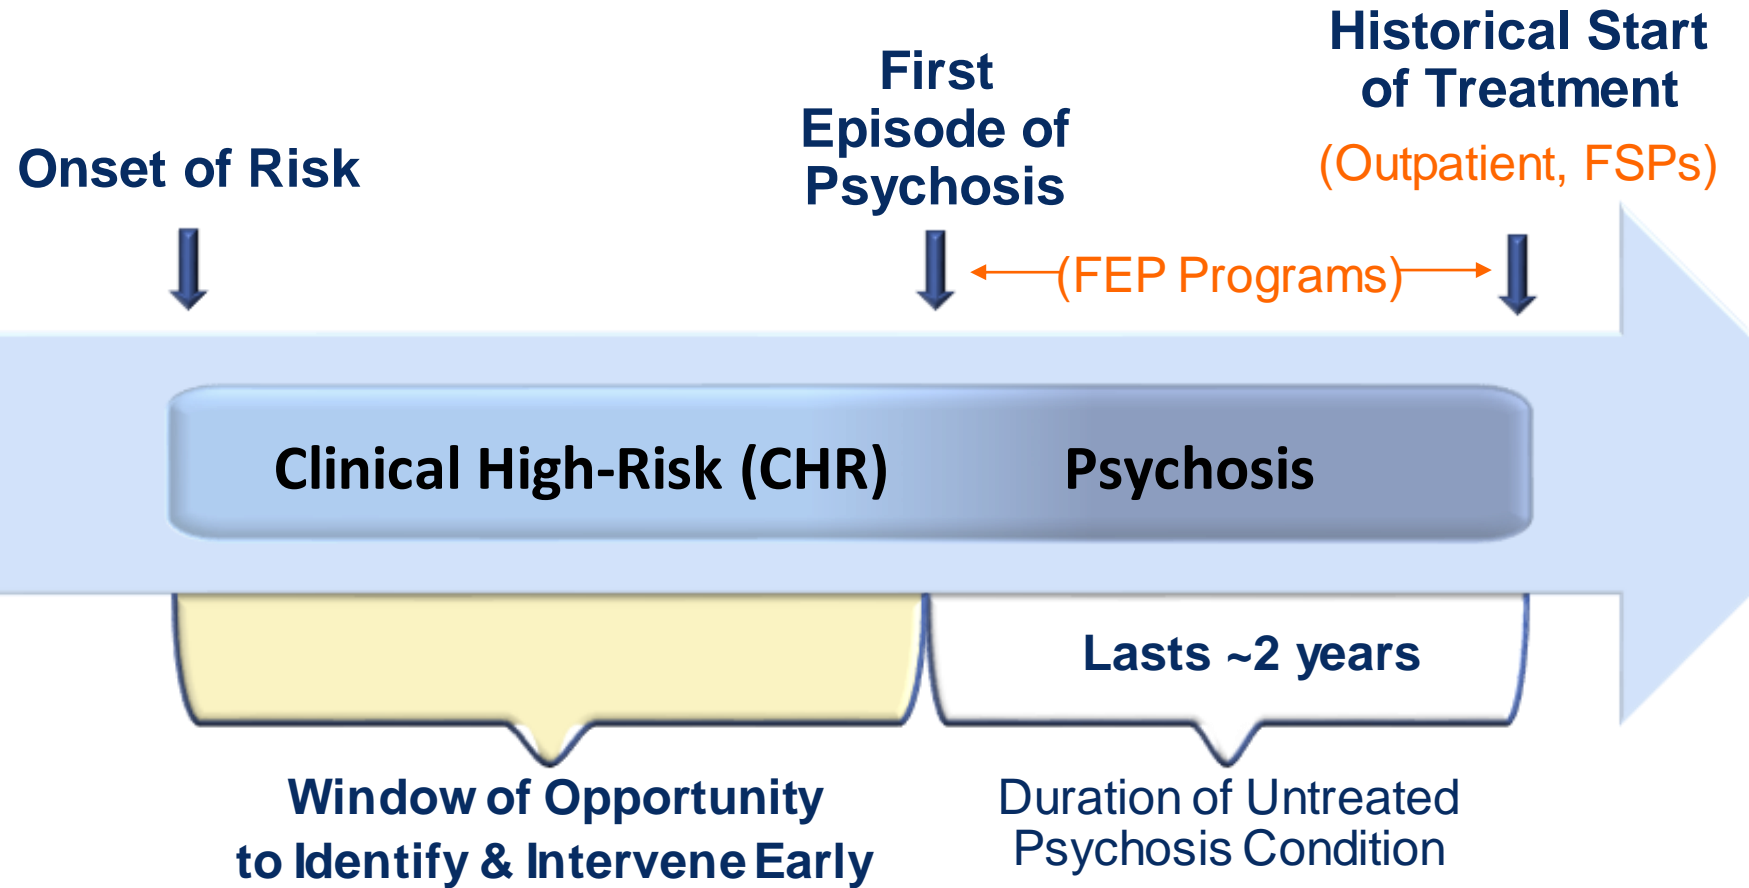 Onset of Risk
First
Episode of
Psychosis
Historical Start
of Treatment
(Outpatient, FSPs)
(FEP Programs)
Clinical High-Risk (CHR)
Psychosis
Lasts ~2 years
Window of Opportunity
to Identify & Intervene Early
Duration of Untreated
Psychosis Condition